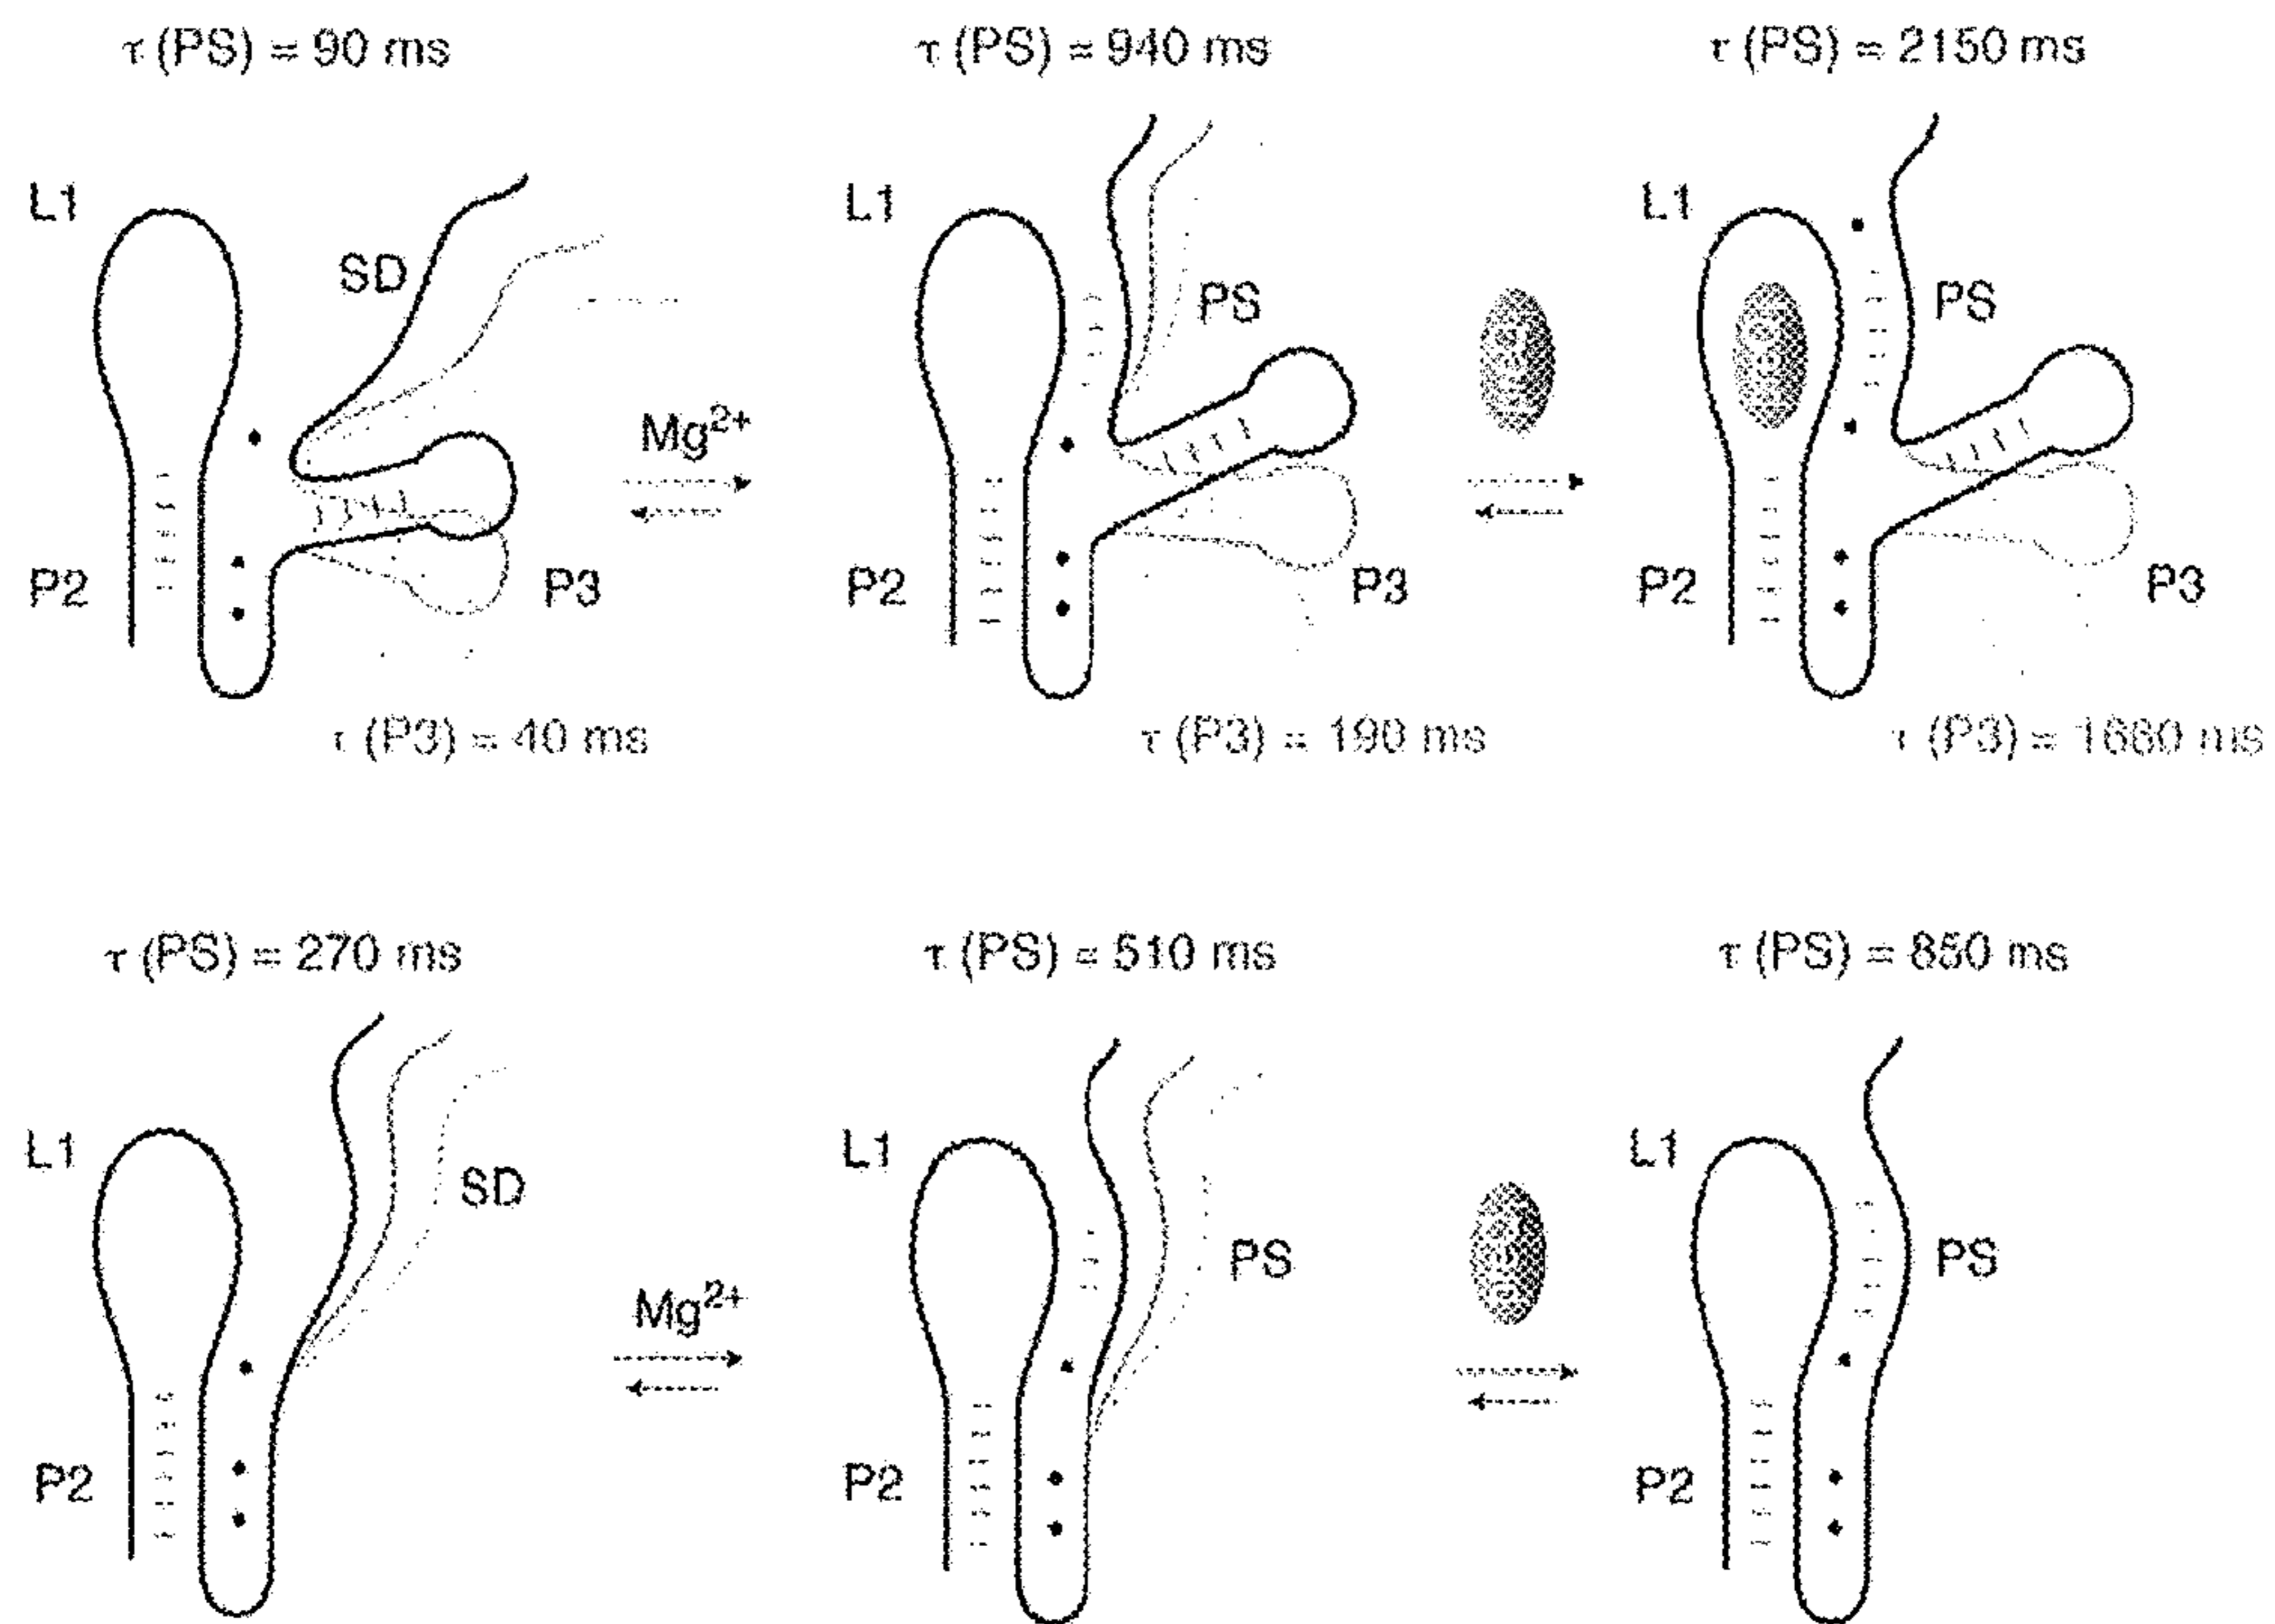 τ (PS) = 90 ms
τ (PS) = 940 ms
τ (PS) = 2150 ms
L1
SD
P2
P3
Mg²⁺
L1
PS
P2
P3
L1
PS
P2
P3
τ (P3) = 40 ms
τ (P3) = 190 ms
τ (P3) = 1660 ms
τ (PS) = 270 ms
τ (PS) = 510 ms
τ (PS) = 850 ms
L1
SD
P2
Mg²⁺
L1
PS
P2
L1
PS
P2